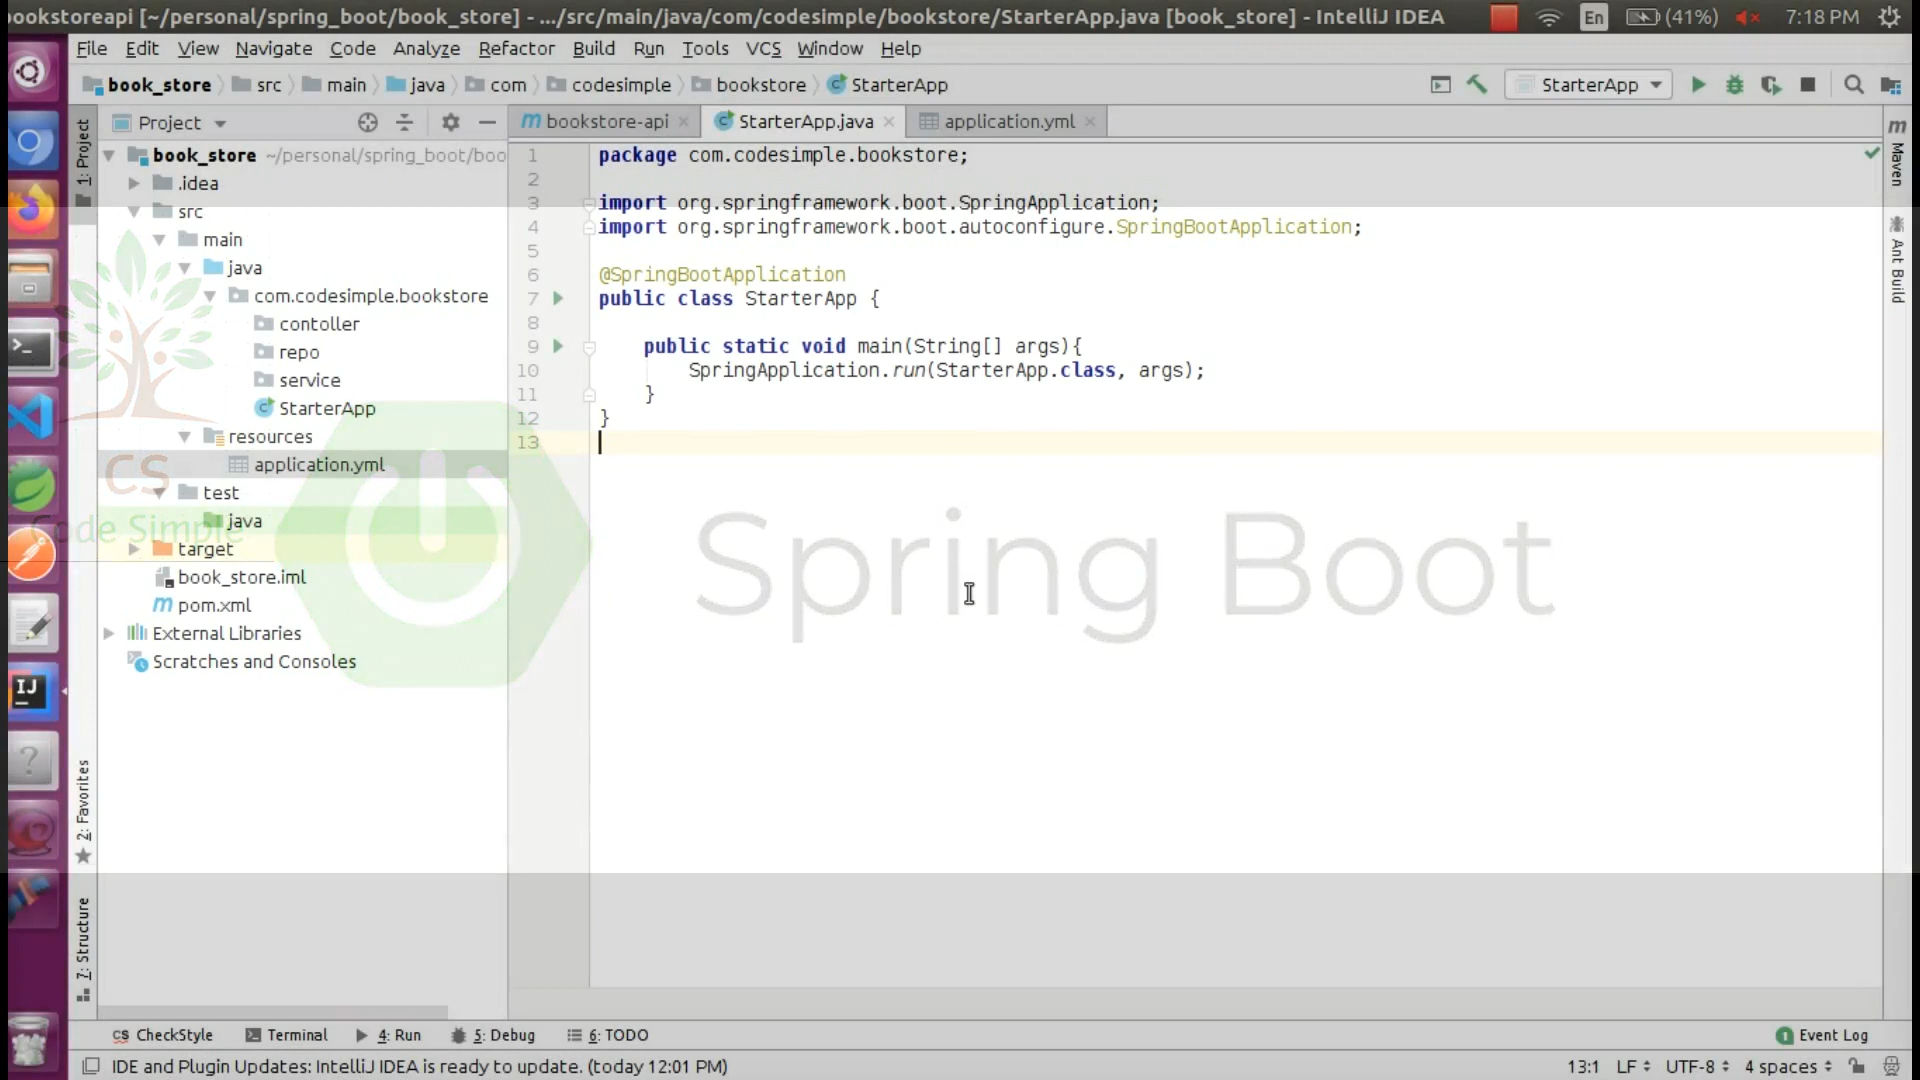 bookstoreapi [~/personal/spring_boot/book_store] - .../src/main/java/com/codesimple/bookstore/StarterApp.java [book_store] - IntelliJ IDEA En (41%) 7:18 PM
File Edit View Navigate Code Analyze Refactor Build Run Tools VCS Window Help
book_store src main java com codesimple bookstore StarterApp StarterApp
Project bookstore-api StarterApp.java application.yml
1: Project
book_store ~/personal/spring_boot/boo
.idea
src
main
java
com.codesimple.bookstore
contoller
repo
service
StarterApp
resources
application.yml
test
java
target
book_store.iml
pom.xml
External Libraries
Scratches and Consoles
CS
Code Simple
1 package com.codesimple.bookstore;
2
3 import org.springframework.boot.SpringApplication;
4 import org.springframework.boot.autoconfigure.SpringBootApplication;
5
6 @SpringBootApplication
7 public class StarterApp {
8
9 public static void main(String[] args){
10 SpringApplication.run(StarterApp.class, args);
11 }
12 }
13
Spring Boot
Maven
Ant Build
2: Favorites
7: Structure
CheckStyle Terminal 4: Run 5: Debug 6: TODO 1 Event Log
IDE and Plugin Updates: IntelliJ IDEA is ready to update. (today 12:01 PM) 13:1 LF UTF-8 4 spaces